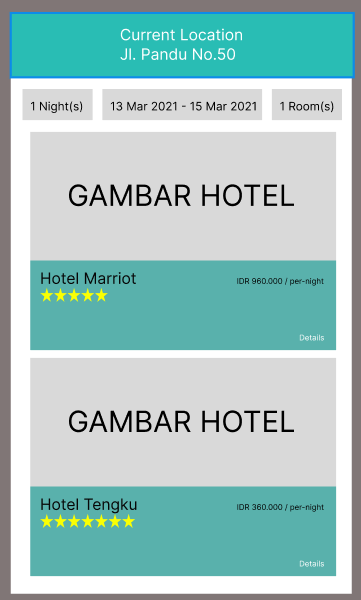 Current Location
Jl. Pandu No.50
1 Night(s)
13 Mar 2021 - 15 Mar 2021
1 Room(s)
GAMBAR HOTEL
Hotel Marriot
IDR 960.000 / per-night
Details
GAMBAR HOTEL
Hotel Tengku
IDR 360.000 / per-night
Details